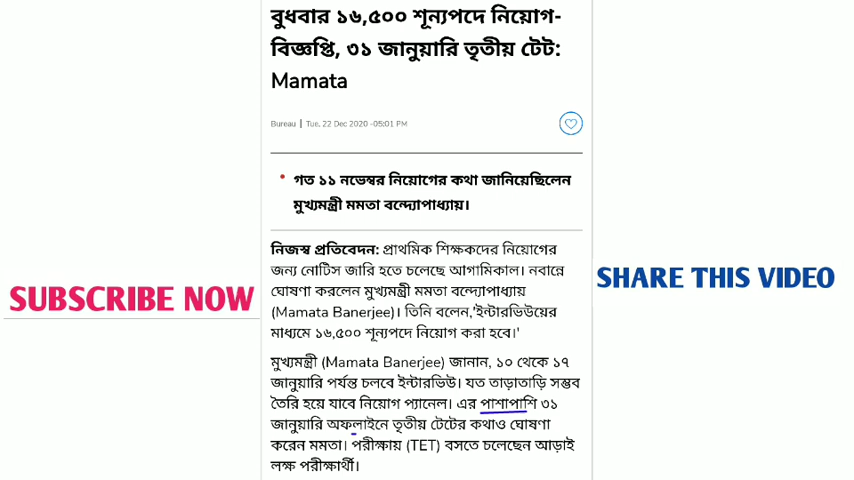 বুধবার ১৬,৫০০ শূন্যপদে নিয়োগ-
বিজ্ঞপ্তি, ৩১ জানুয়ারি তৃতীয় টেট:
Mamata
Bureau | Tue, 22 Dec 2020 -05:01 PM
গত ১১ নভেম্বর নিয়োগের কথা জানিয়েছিলেন
মুখ্যমন্ত্রী মমতা বন্দ্যোপাধ্যায়।
নিজস্ব প্রতিবেদন: প্রাথমিক শিক্ষকদের নিয়োগের
জন্য নোটিস জারি হতে চলেছে আগামিকাল। নবান্নে
ঘোষণা করলেন মুখ্যমন্ত্রী মমতা বন্দ্যোপাধ্যায়
(Mamata Banerjee)। তিনি বলেন,'ইন্টারভিউয়ের
মাধ্যমে ১৬,৫০০ শূন্যপদে নিয়োগ করা হবে।'
মুখ্যমন্ত্রী (Mamata Banerjee) জানান, ১০ থেকে ১৭
জানুয়ারি পর্যন্ত চলবে ইন্টারভিউ। যত তাড়াতাড়ি সম্ভব
তৈরি হয়ে যাবে নিয়োগ প্যানেল। এর পাশাপাশি ৩১
জানুয়ারি অফলাইনে তৃতীয় টেটের কথাও ঘোষণা
করেন মমতা। পরীক্ষায় (TET) বসতে চলেছেন আড়াই
লক্ষ পরীক্ষার্থী।
SUBSCRIBE NOW
SHARE THIS VIDEO